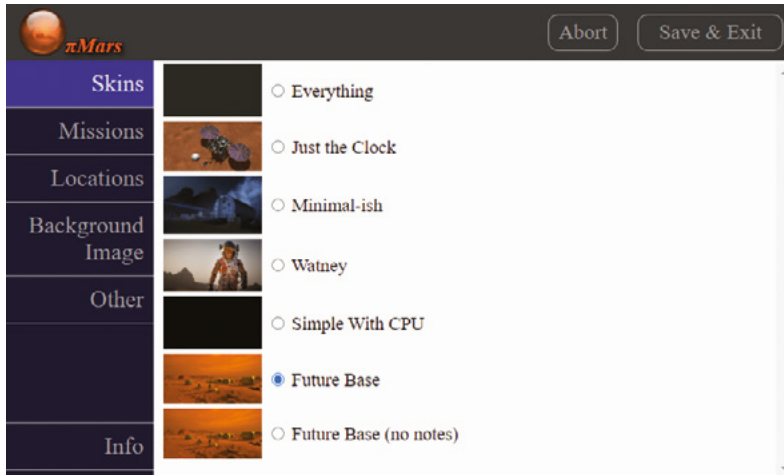 πMars
Abort
Save & Exit
Skins
Missions
Locations
Background
Image
Other
Info
Everything
Just the Clock
Minimal-ish
Watney
Simple With CPU
Future Base
Future Base (no notes)